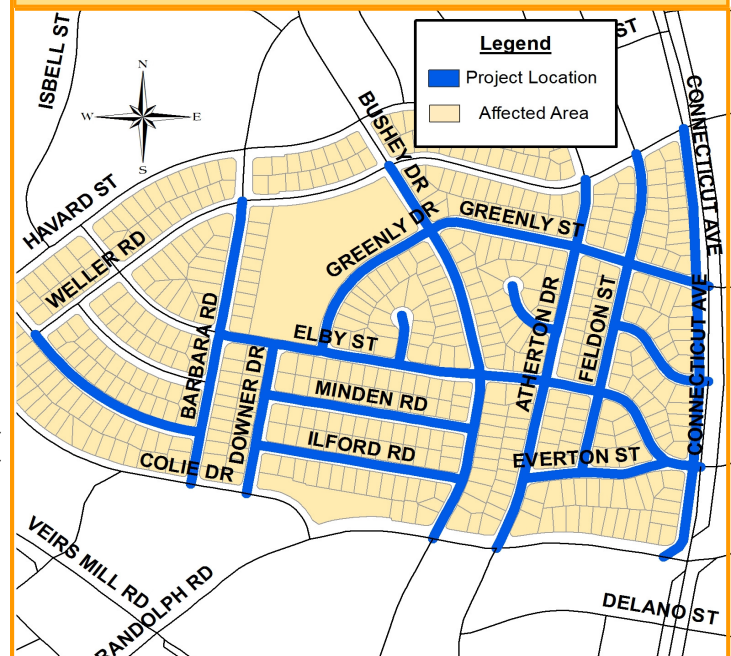 ISBELL ST
ST
Legend
Project Location
Affected Area
N
W
E
S
BUSHEY DR
CONNECTICUT AVE
HAVARD ST
WELLER RD
GREENLY DR
GREENLY ST
BARBARA RD
ELBY ST
DOWNER DR
ATHERTON DR
FELDON ST
CONNECTICUT AVE
MINDEN RD
ILFORD RD
EVERTON ST
COLIE DR
VEIRS MILL RD
RANDOLPH RD
DELANO ST